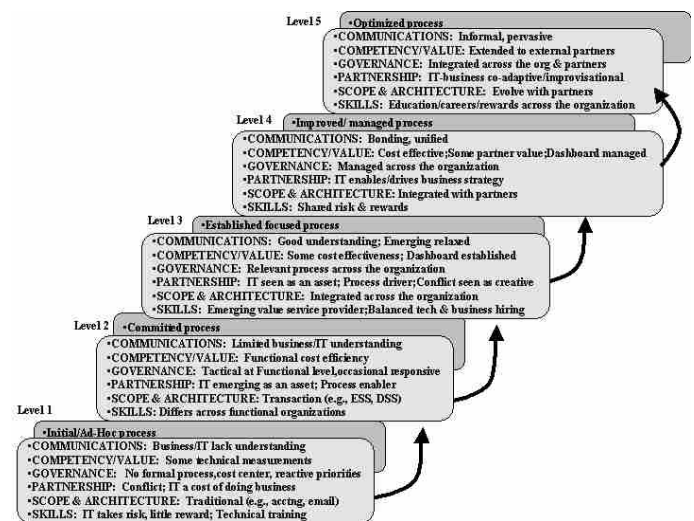 Level 5
•Optimized process
•COMMUNICATIONS: Informal, pervasive
•COMPETENCY/VALUE: Extended to external partners
•GOVERNANCE: Integrated across the org & partners
•PARTNERSHIP: IT-business co-adaptive/improvisational
•SCOPE & ARCHITECTURE: Evolve with partners
•SKILLS: Education/careers/rewards across the organization
Level 4
•Improved/ managed process
•COMMUNICATIONS: Bonding, unified
•COMPETENCY/VALUE: Cost effective;Some partner value;Dashboard managed
•GOVERNANCE: Managed across the organization
•PARTNERSHIP: IT enables/drives business strategy
•SCOPE & ARCHITECTURE: Integrated with partners
•SKILLS: Shared risk & rewards
Level 3
•Established focused process
•COMMUNICATIONS: Good understanding; Emerging relaxed
•COMPETENCY/VALUE: Some cost effectiveness; Dashboard established
•GOVERNANCE: Relevant process across the organization
•PARTNERSHIP: IT seen as an asset; Process driver;Conflict seen as creative
•SCOPE & ARCHITECTURE: Integrated across the organization
•SKILLS: Emerging value service provider;Balanced tech & business hiring
Level 2
•Committed process
•COMMUNICATIONS: Limited business/IT understanding
•COMPETENCY/VALUE: Functional cost efficiency
•GOVERNANCE: Tactical at Functional level,occasional responsive
•PARTNERSHIP: IT emerging as an asset; Process enabler
•SCOPE & ARCHITECTURE: Transaction (e.g., ESS, DSS)
•SKILLS: Differs across functional organizations
Level 1
•Initial/Ad-Hoc process
•COMMUNICATIONS: Business/IT lack understanding
•COMPETENCY/VALUE: Some technical measurements
•GOVERNANCE: No formal process,cost center, reactive priorities
•PARTNERSHIP: Conflict; IT a cost of doing business
•SCOPE & ARCHITECTURE: Traditional (e.g., acctng, email)
•SKILLS: IT takes risk, little reward; Technical training